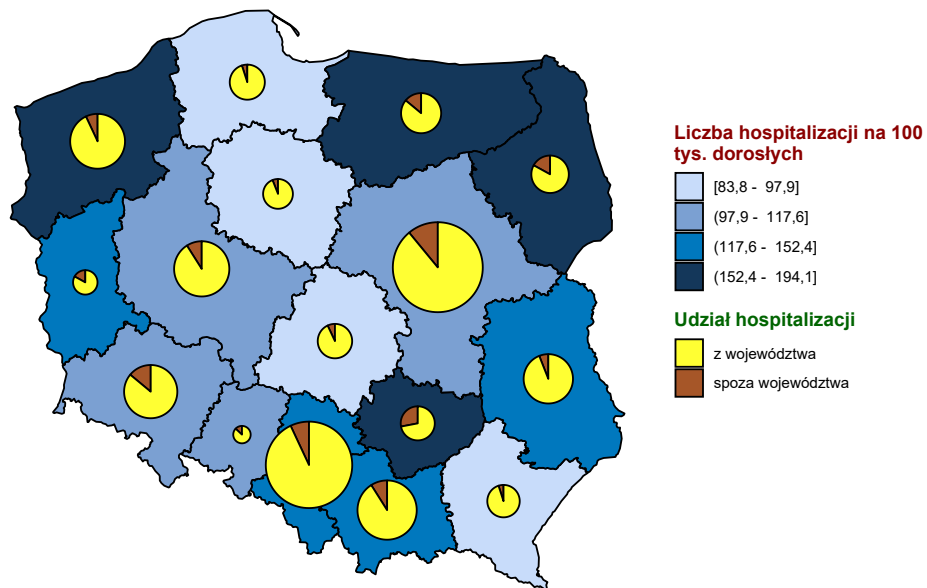 Liczba hospitalizacji na 100
tys. dorosłych
[83,8 - 97,9]
(97,9 - 117,6]
(117,6 - 152,4]
(152,4 - 194,1]
Udział hospitalizacji
z województwa
spoza województwa